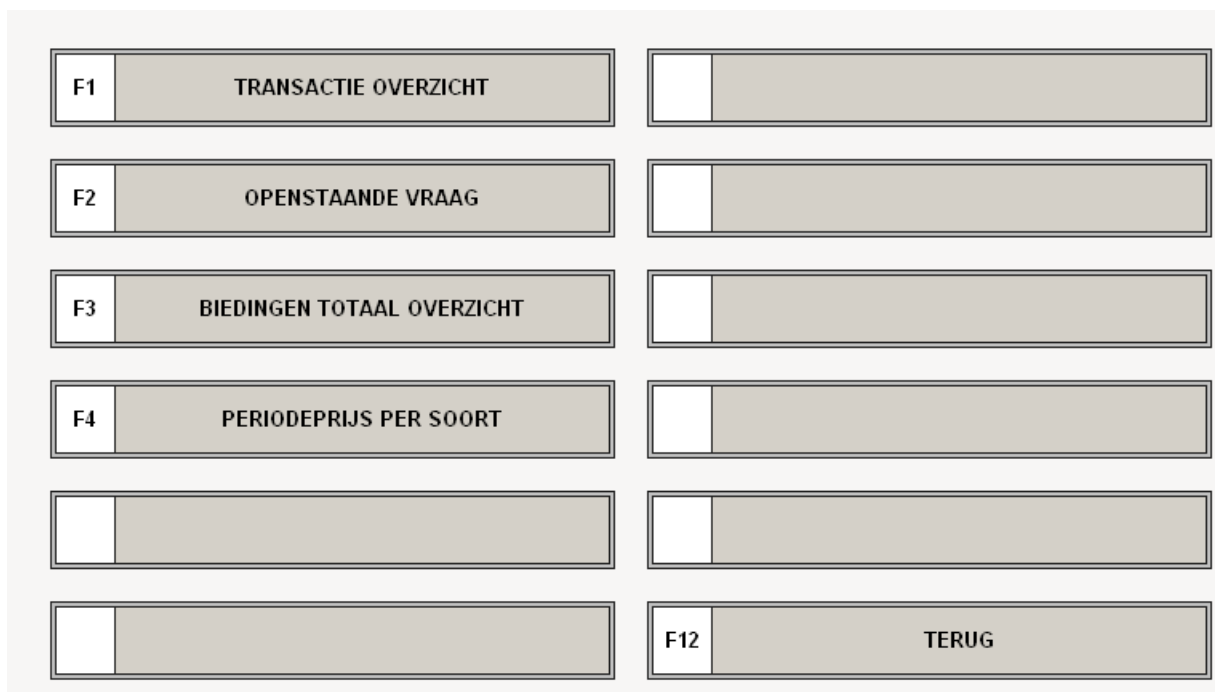 F1 TRANSACTIE OVERZICHT
F2 OPENSTAANDE VRAAG
F3 BIEDINGEN TOTAAL OVERZICHT
F4 PERIODEPRIJS PER SOORT
F12 TERUG